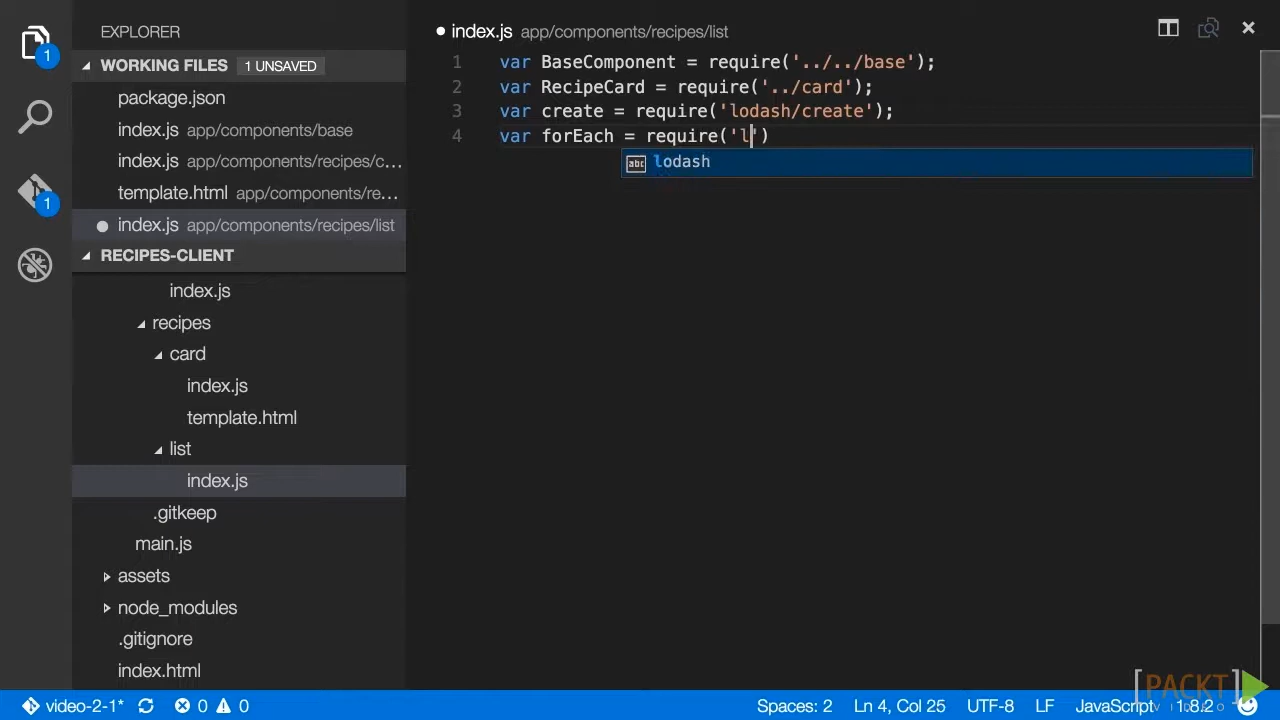 EXPLORER
WORKING FILES 1 UNSAVED
package.json
index.js app/components/base
index.js app/components/recipes/c...
template.html app/components/re...
index.js app/components/recipes/list
RECIPES-CLIENT
index.js
recipes
card
index.js
template.html
list
index.js
.gitkeep
main.js
assets
node_modules
.gitignore
index.html
1
1
index.js app/components/recipes/list
1 var BaseComponent = require('../../base');
2 var RecipeCard = require('../card');
3 var create = require('lodash/create');
4 var forEach = require('l')
abc lodash
[PACKT]
VIDEO
video-2-1* 0 0 Spaces: 2 Ln 4, Col 25 UTF-8 LF JavaScript 1.8.2